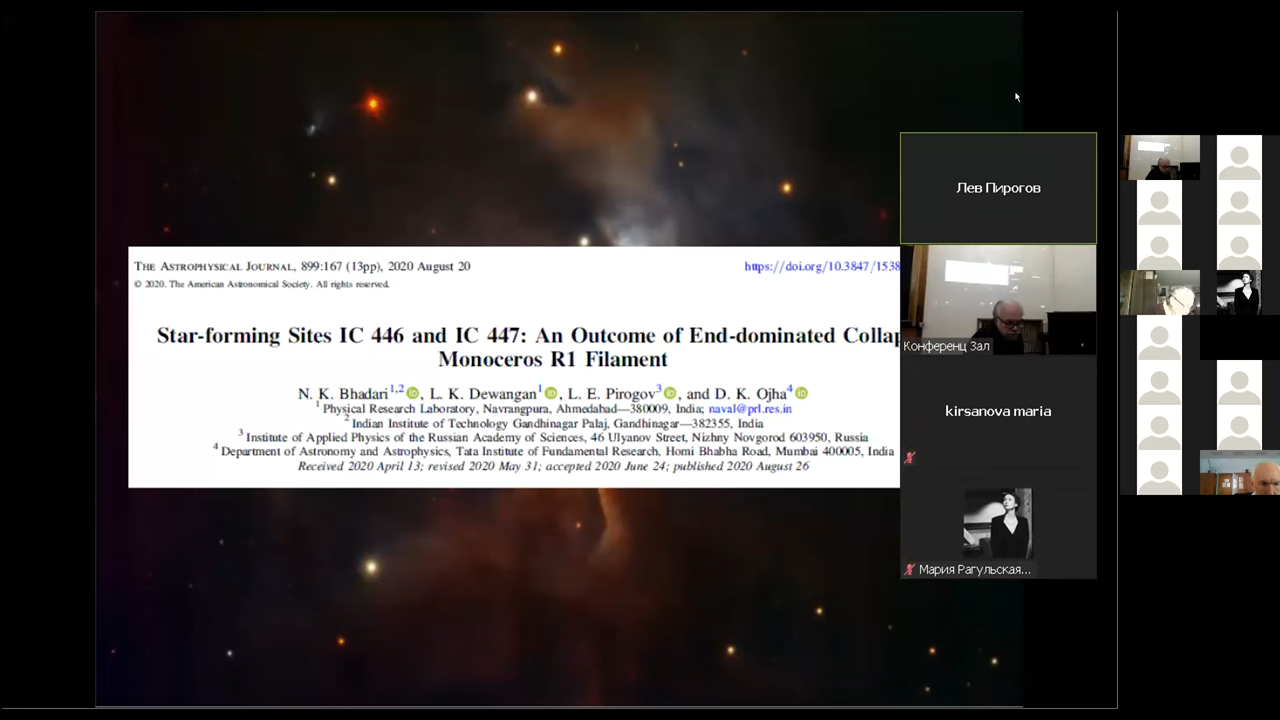 THE ASTROPHYSICAL JOURNAL, 899:167 (13pp), 2020 August 20
https://doi.org/10.3847/1538
© 2020. The American Astronomical Society. All rights reserved.
Star-forming Sites IC 446 and IC 447: An Outcome of End-dominated Collap
Monoceros R1 Filament
N. K. Bhadari1,2, L. K. Dewangan1, L. E. Pirogov3, and D. K. Ojha4
1 Physical Research Laboratory, Navrangpura, Ahmedabad—380009, India; naval@prl.res.in
2 Indian Institute of Technology Gandhinagar Palaj, Gandhinagar—382355, India
3 Institute of Applied Physics of the Russian Academy of Sciences, 46 Ulyanov Street, Nizhny Novgorod 603950, Russia
4 Department of Astronomy and Astrophysics, Tata Institute of Fundamental Research, Homi Bhabha Road, Mumbai 400005, India
Received 2020 April 13; revised 2020 May 31; accepted 2020 June 24; published 2020 August 26
Лев Пирогов
Конференц Зал
kirsanova maria
Мария Рагульская...